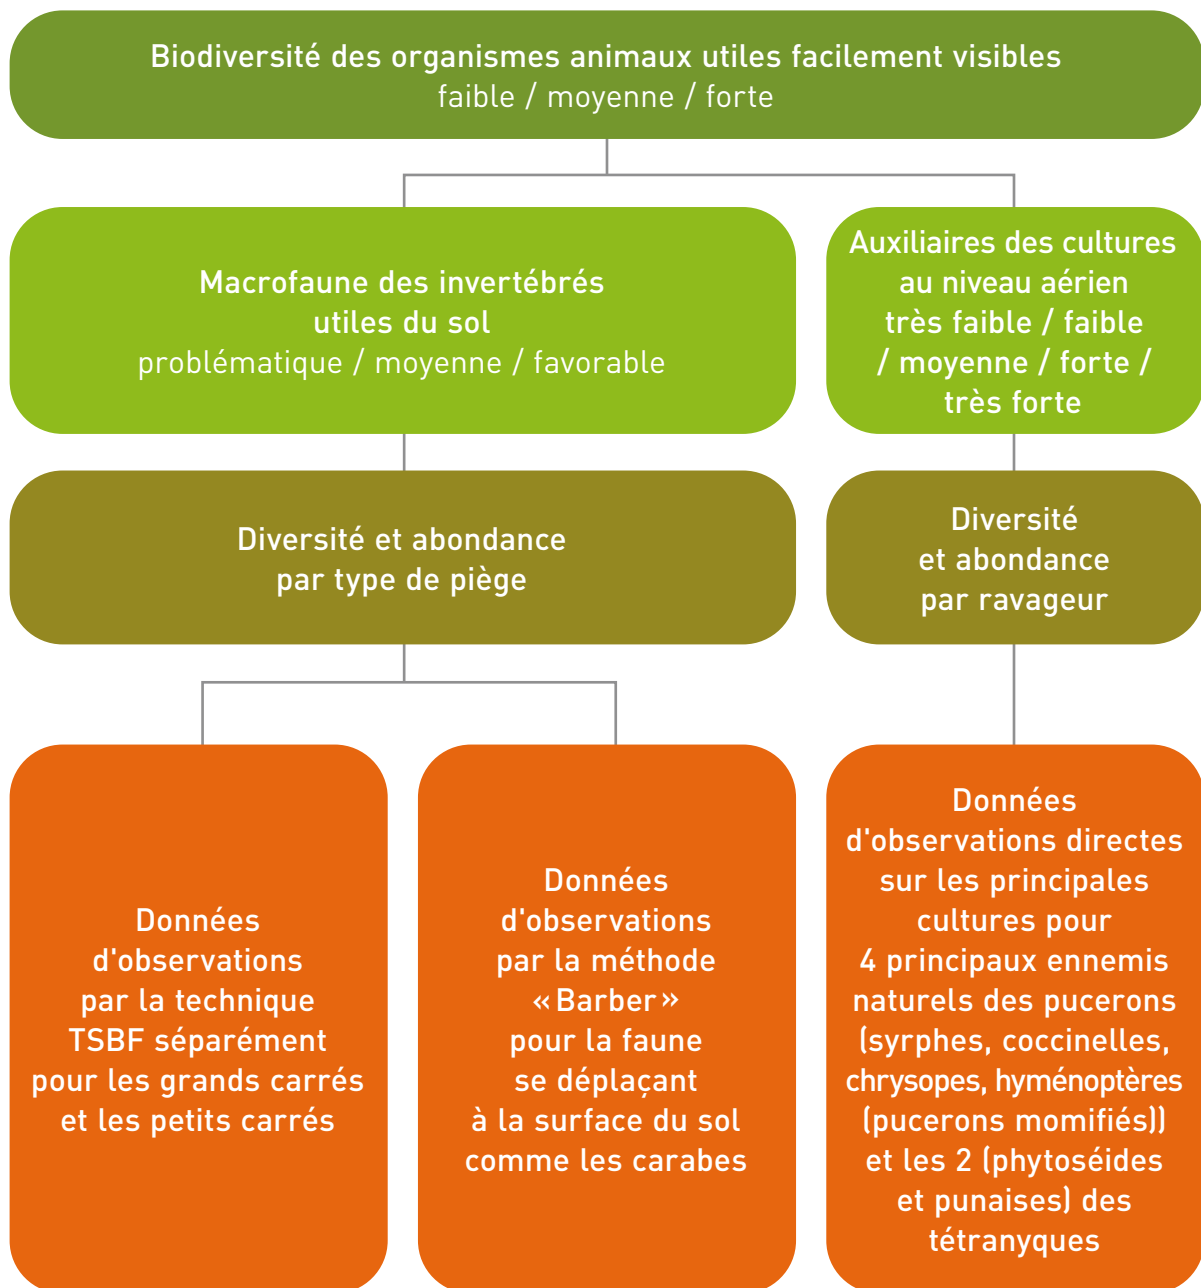 Biodiversité des organismes animaux utiles facilement visibles
faible / moyenne / forte
Macrofaune des invertébrés
utiles du sol
problématique / moyenne / favorable
Auxiliaires des cultures
au niveau aérien
très faible / faible
/ moyenne / forte /
très forte
Diversité et abondance
par type de piège
Diversité
et abondance
par ravageur
Données
d'observations
par la technique
TSBF séparément
pour les grands carrés
et les petits carrés
Données
d'observations
par la méthode
«Barber»
pour la faune
se déplaçant
à la surface du sol
comme les carabes
Données
d'observations directes
sur les principales
cultures pour
4 principaux ennemis
naturels des pucerons
(syrphes, coccinelles,
chrysopes, hyménoptères
(pucerons momifiés))
et les 2 (phytoséides
et punaises) des
tétranyques